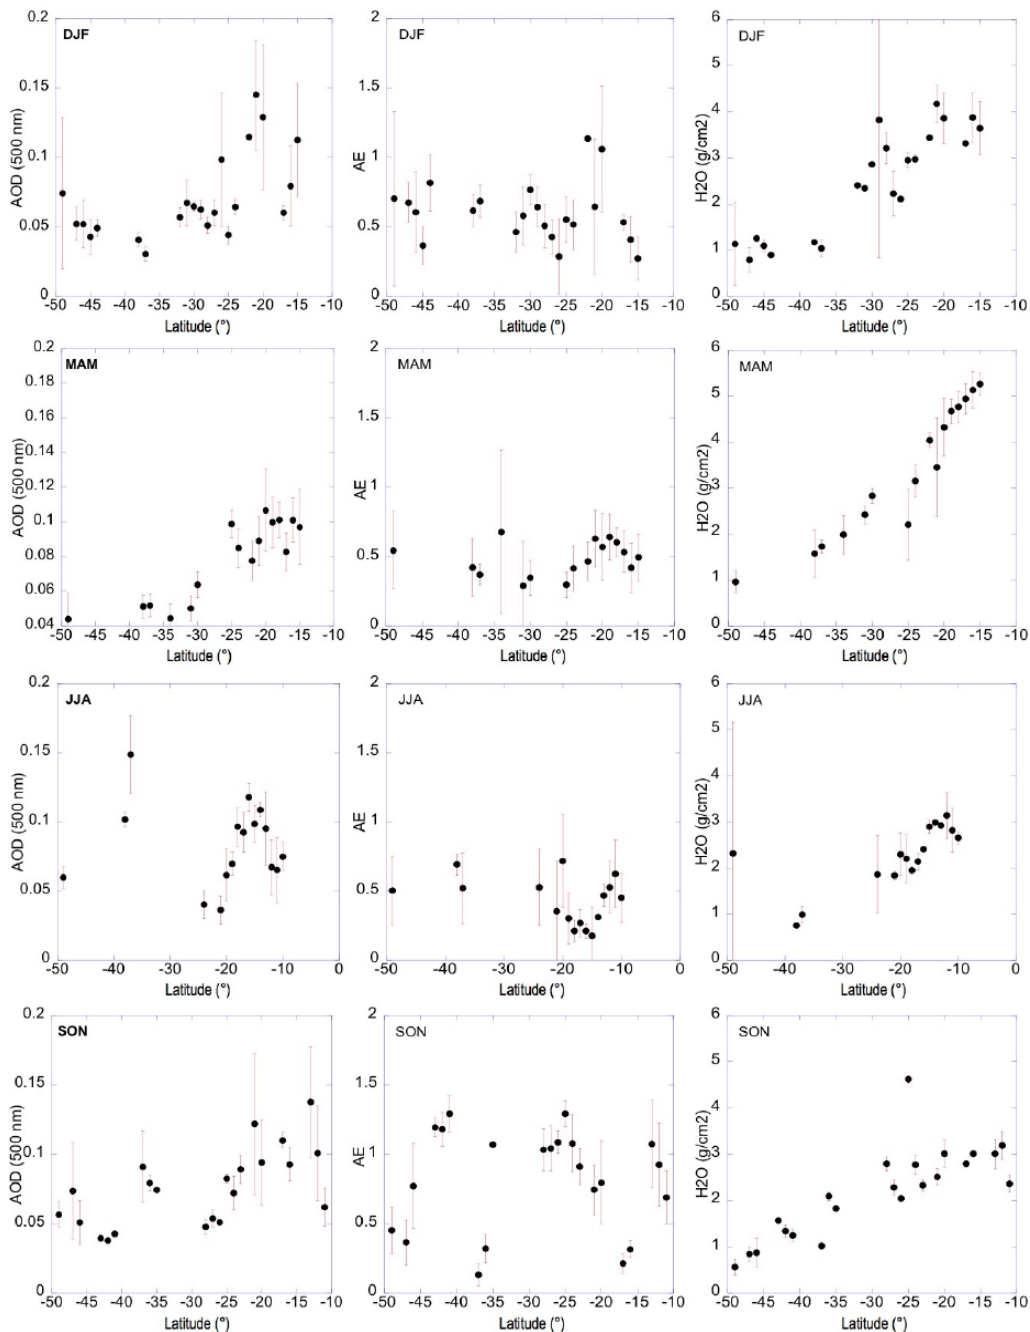 0.2
0.15
0.1
0.05
0
AOD (500 nm)
DJF
-50 -45 -40 -35 -30 -25 -20 -15 -10
Latitude (°)
2
1.5
1
0.5
0
AE
DJF
-50 -45 -40 -35 -30 -25 -20 -15 -10
Latitude (°)
6
5
4
3
2
1
0
H2O (g/cm2)
DJF
-50 -45 -40 -35 -30 -25 -20 -15 -10
Latitude (°)
0.2
0.18
0.16
0.14
0.12
0.1
0.08
0.06
0.04
AOD (500 nm)
MAM
-50 -45 -40 -35 -30 -25 -20 -15 -10
Latitude (°)
2
1.5
1
0.5
0
AE
MAM
-50 -45 -40 -35 -30 -25 -20 -15 -10
Latitude (°)
6
5
4
3
2
1
0
H2O (g/cm2)
MAM
-50 -45 -40 -35 -30 -25 -20 -15 -10
Latitude (°)
0.2
0.15
0.1
0.05
0
AOD (500 nm)
JJA
-50 -40 -30 -20 -10 0
Latitude (°)
2
1.5
1
0.5
0
AE
JJA
-50 -40 -30 -20 -10 0
Latitude (°)
6
5
4
3
2
1
0
H2O (g/cm2)
JJA
-50 -40 -30 -20 -10 0
Latitude (°)
0.2
0.15
0.1
0.05
0
AOD (500 nm)
SON
-50 -45 -40 -35 -30 -25 -20 -15 -10
Latitude (°)
2
1.5
1
0.5
0
AE
SON
-50 -45 -40 -35 -30 -25 -20 -15 -10
Latitude (°)
6
5
4
3
2
1
0
H2O (g/cm2)
SON
-50 -45 -40 -35 -30 -25 -20 -15 -10
Latitude (°)